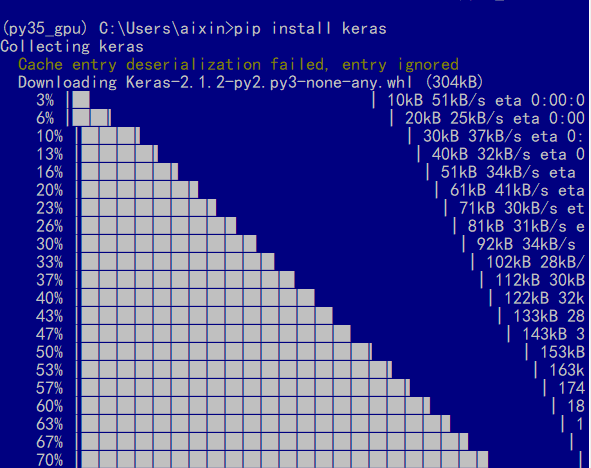 (py35_gpu) C:\Users\aixin>pip install keras
Collecting keras
Cache entry deserialization failed, entry ignored
Downloading Keras-2.1.2-py2.py3-none-any.whl (304kB)
3% | | 10kB 51kB/s eta 0:00:0
6% | | 20kB 25kB/s eta 0:00
10% | | 30kB 37kB/s eta 0:
13% | | 40kB 32kB/s eta 0
16% | | 51kB 34kB/s eta
20% | | 61kB 41kB/s eta
23% | | 71kB 30kB/s et
26% | | 81kB 31kB/s e
30% | | 92kB 34kB/s
33% | | 102kB 28kB/
37% | | 112kB 30kB
40% | | 122kB 32k
43% | | 133kB 28
47% | | 143kB 3
50% | | 153kB
53% | | 163k
57% | | 174
60% | | 18
63% | | 1
67% | |
70% | |